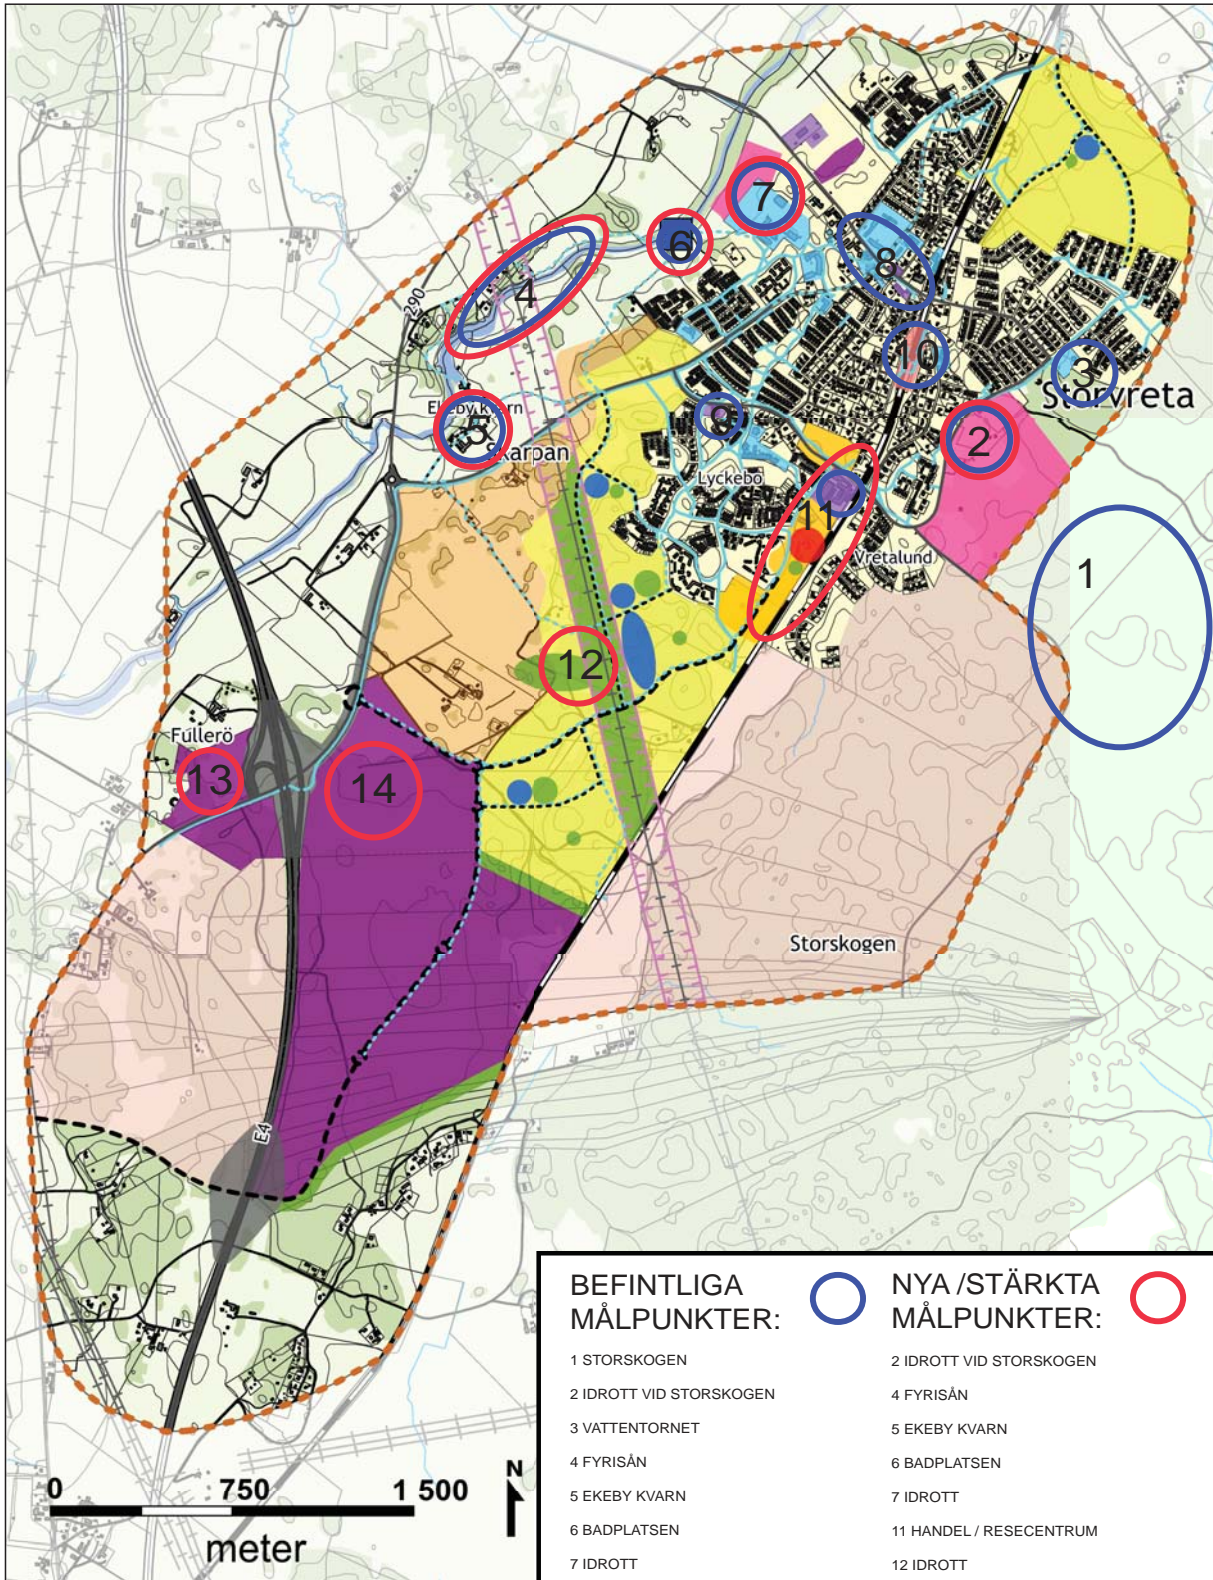 7
6
4
290
8
10
3
Storvreta
Ekeby kvarn
5
Skarpan
9
2
Lyckebo
11
Vretalund
1
12
Fullerö
13
14
Storskogen
E4
BEFINTLIGA
MÅLPUNKTER:
1 STORSKOGEN
2 IDROTT VID STORSKOGEN
3 VATTENTORNET
4 FYRISÅN
5 EKEBY KVARN
6 BADPLATSEN
7 IDROTT
NYA /STÄRKTA
MÅLPUNKTER:
2 IDROTT VID STORSKOGEN
4 FYRISÅN
5 EKEBY KVARN
6 BADPLATSEN
7 IDROTT
11 HANDEL / RESECENTRUM
12 IDROTT
0 750 1 500
meter
N